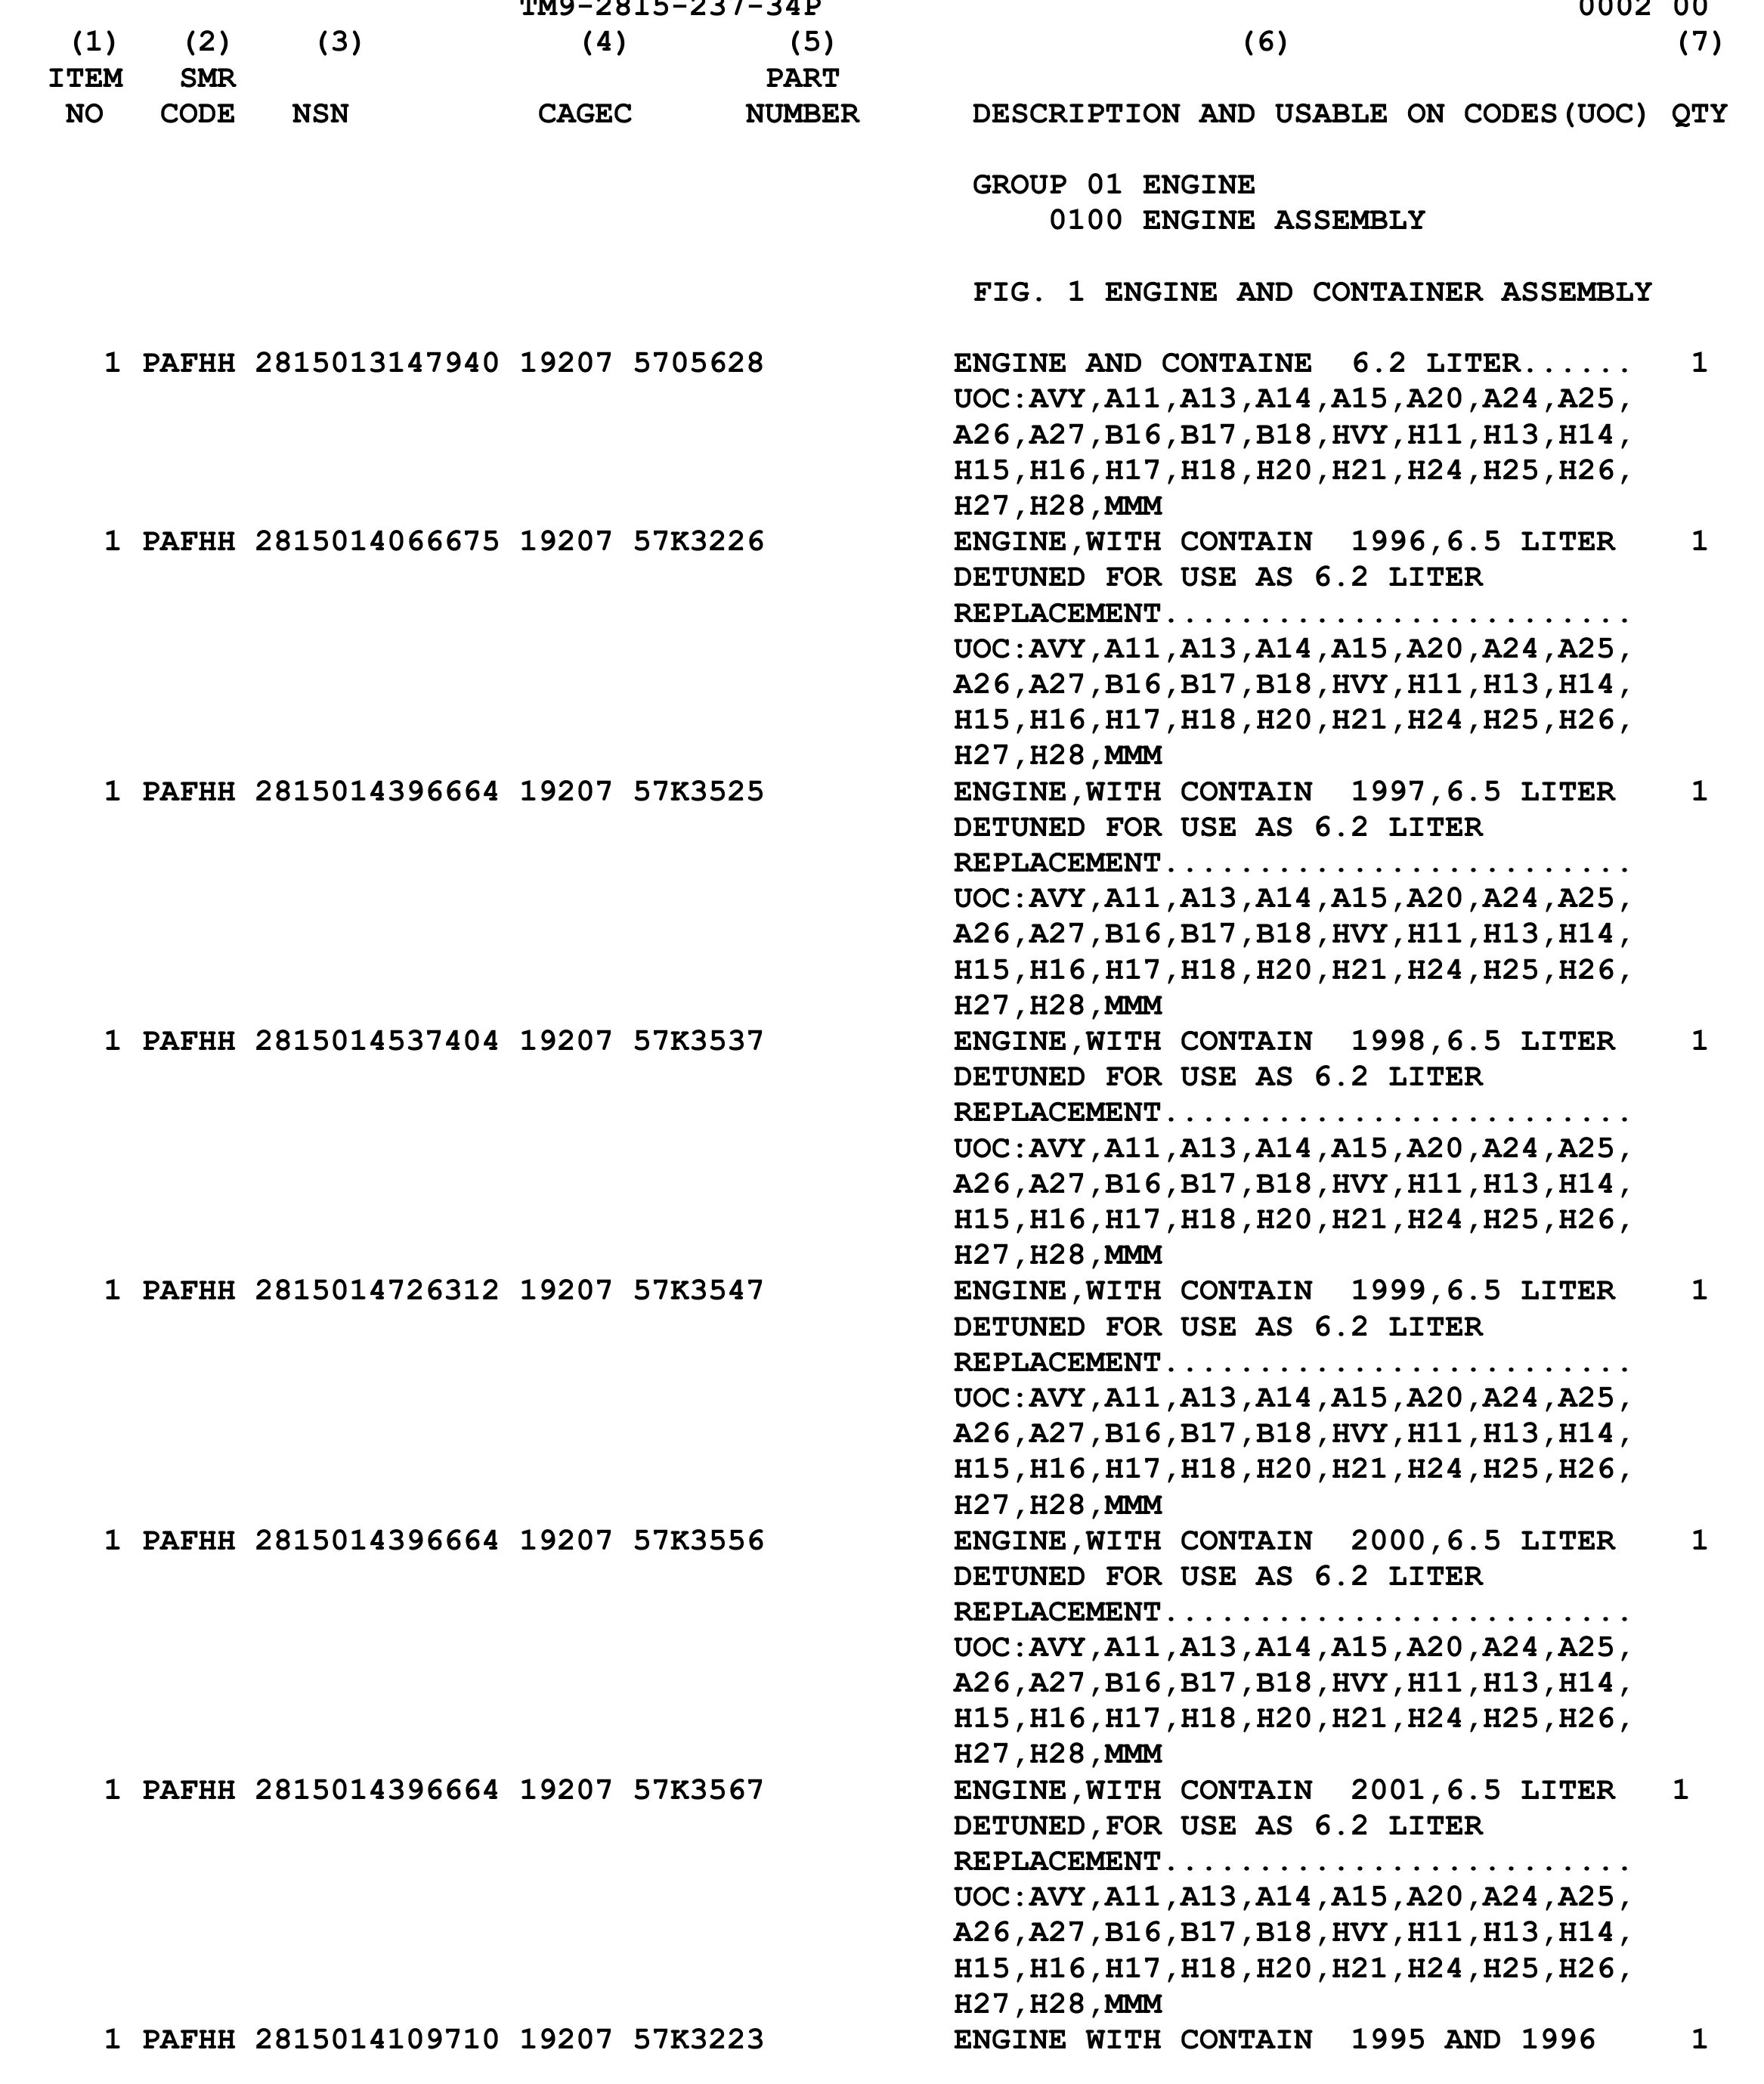 TM9-2815-237-34P 0002 00
(1) (2) (3) (4) (5) (6) (7)
ITEM SMR PART
NO CODE NSN CAGEC NUMBER DESCRIPTION AND USABLE ON CODES(UOC) QTY
GROUP 01 ENGINE
0100 ENGINE ASSEMBLY
FIG. 1 ENGINE AND CONTAINER ASSEMBLY
1 PAFHH 2815013147940 19207 5705628 ENGINE AND CONTAINE 6.2 LITER...... 1
UOC:AVY,A11,A13,A14,A15,A20,A24,A25,
A26,A27,B16,B17,B18,HVY,H11,H13,H14,
H15,H16,H17,H18,H20,H21,H24,H25,H26,
H27,H28,MMM
1 PAFHH 2815014066675 19207 57K3226 ENGINE,WITH CONTAIN 1996,6.5 LITER 1
DETUNED FOR USE AS 6.2 LITER
REPLACEMENT.........................
UOC:AVY,A11,A13,A14,A15,A20,A24,A25,
A26,A27,B16,B17,B18,HVY,H11,H13,H14,
H15,H16,H17,H18,H20,H21,H24,H25,H26,
H27,H28,MMM
1 PAFHH 2815014396664 19207 57K3525 ENGINE,WITH CONTAIN 1997,6.5 LITER 1
DETUNED FOR USE AS 6.2 LITER
REPLACEMENT.........................
UOC:AVY,A11,A13,A14,A15,A20,A24,A25,
A26,A27,B16,B17,B18,HVY,H11,H13,H14,
H15,H16,H17,H18,H20,H21,H24,H25,H26,
H27,H28,MMM
1 PAFHH 2815014537404 19207 57K3537 ENGINE,WITH CONTAIN 1998,6.5 LITER 1
DETUNED FOR USE AS 6.2 LITER
REPLACEMENT.........................
UOC:AVY,A11,A13,A14,A15,A20,A24,A25,
A26,A27,B16,B17,B18,HVY,H11,H13,H14,
H15,H16,H17,H18,H20,H21,H24,H25,H26,
H27,H28,MMM
1 PAFHH 2815014726312 19207 57K3547 ENGINE,WITH CONTAIN 1999,6.5 LITER 1
DETUNED FOR USE AS 6.2 LITER
REPLACEMENT.........................
UOC:AVY,A11,A13,A14,A15,A20,A24,A25,
A26,A27,B16,B17,B18,HVY,H11,H13,H14,
H15,H16,H17,H18,H20,H21,H24,H25,H26,
H27,H28,MMM
1 PAFHH 2815014396664 19207 57K3556 ENGINE,WITH CONTAIN 2000,6.5 LITER 1
DETUNED FOR USE AS 6.2 LITER
REPLACEMENT.........................
UOC:AVY,A11,A13,A14,A15,A20,A24,A25,
A26,A27,B16,B17,B18,HVY,H11,H13,H14,
H15,H16,H17,H18,H20,H21,H24,H25,H26,
H27,H28,MMM
1 PAFHH 2815014396664 19207 57K3567 ENGINE,WITH CONTAIN 2001,6.5 LITER 1
DETUNED,FOR USE AS 6.2 LITER
REPLACEMENT.........................
UOC:AVY,A11,A13,A14,A15,A20,A24,A25,
A26,A27,B16,B17,B18,HVY,H11,H13,H14,
H15,H16,H17,H18,H20,H21,H24,H25,H26,
H27,H28,MMM
1 PAFHH 2815014109710 19207 57K3223 ENGINE WITH CONTAIN 1995 AND 1996 1